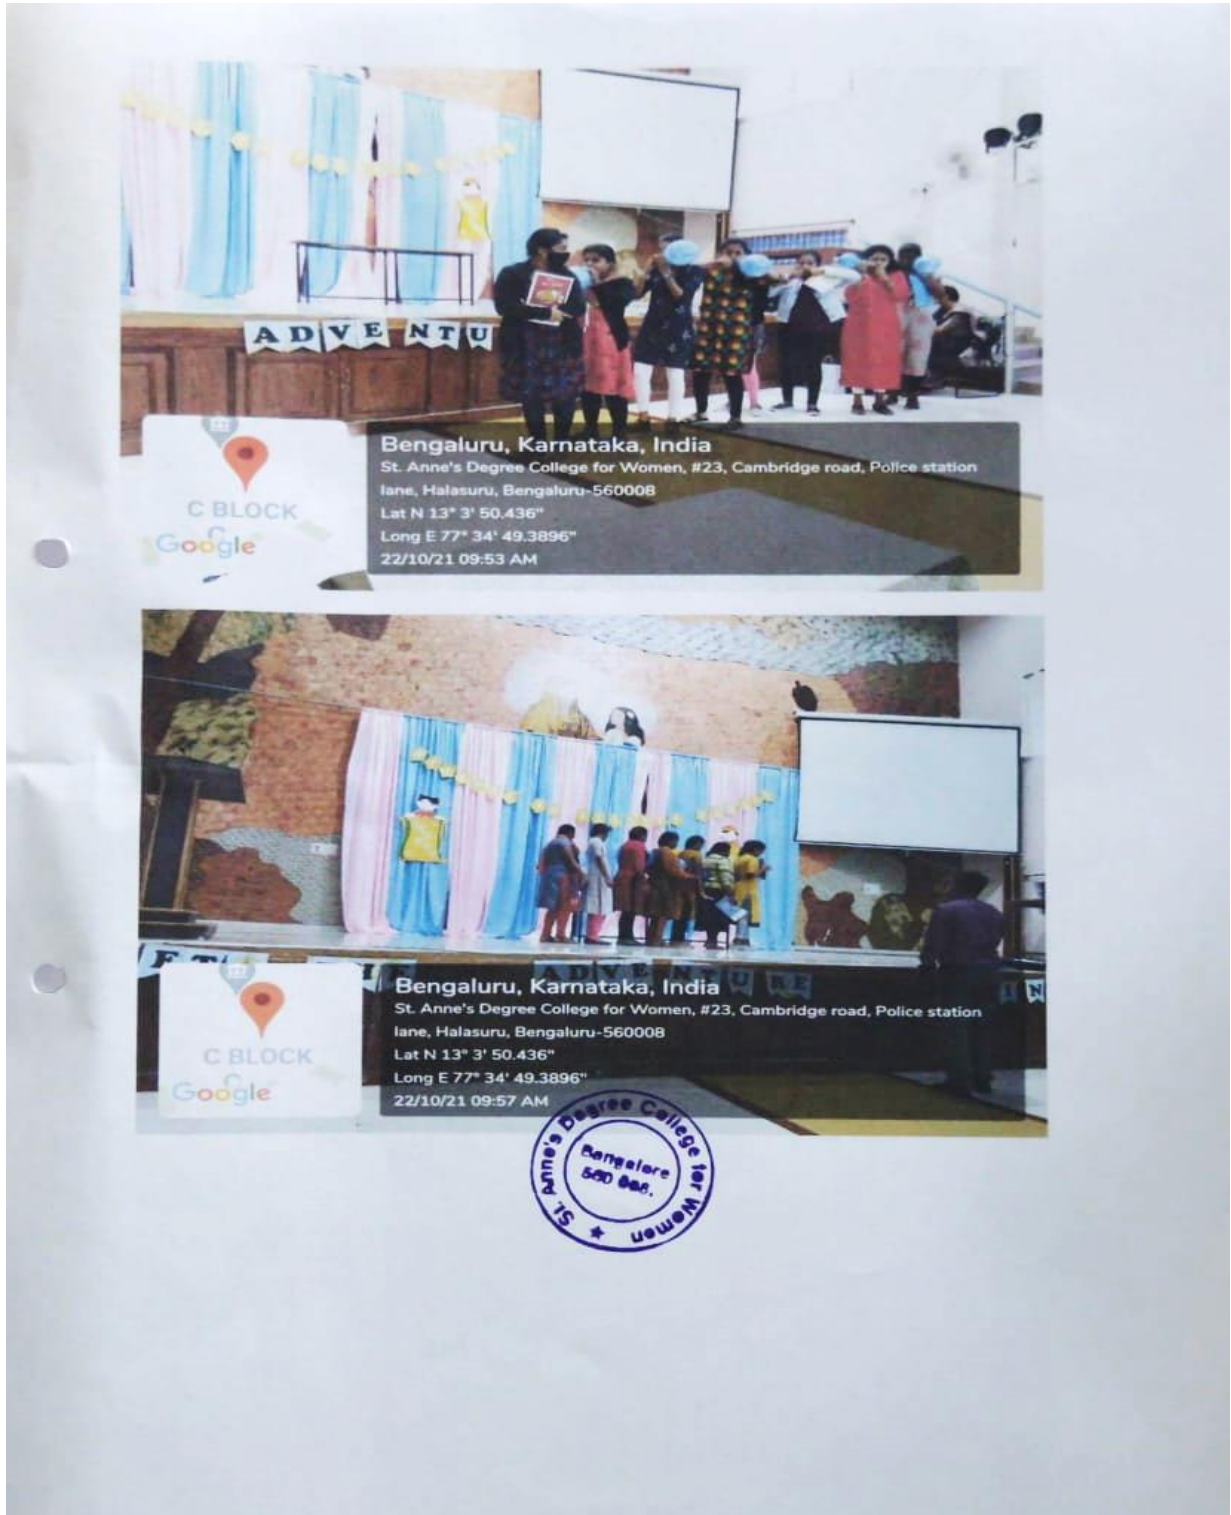 ADVENTU
Bengaluru, Karnataka, India
St. Anne's Degree College for Women, #23, Cambridge road, Police station
lane, Halasuru, Bengaluru-560008
Lat N 13° 3' 50.436"
Long E 77° 34' 49.3896"
22/10/21 09:53 AM
C BLOCK
Google
ADVENTURE
IN
Bengaluru, Karnataka, India
St. Anne's Degree College for Women, #23, Cambridge road, Police station
lane, Halasuru, Bengaluru-560008
Lat N 13° 3' 50.436"
Long E 77° 34' 49.3896"
22/10/21 09:57 AM
C BLOCK
Google
St. Anne's Degree College for Women
Bangalore
560